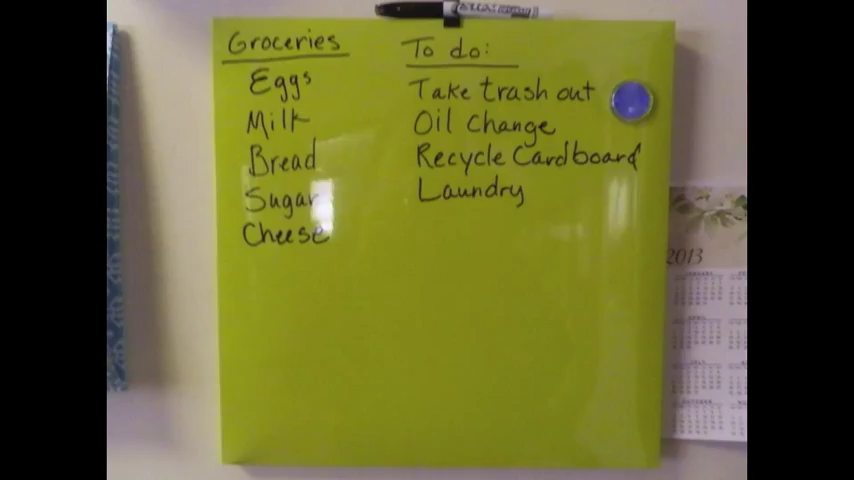 Groceries
Eggs
Milk
Bread
Sugar
Cheese
To do:
Take trash out
Oil Change
Recycle Cardboard
Laundry
2013